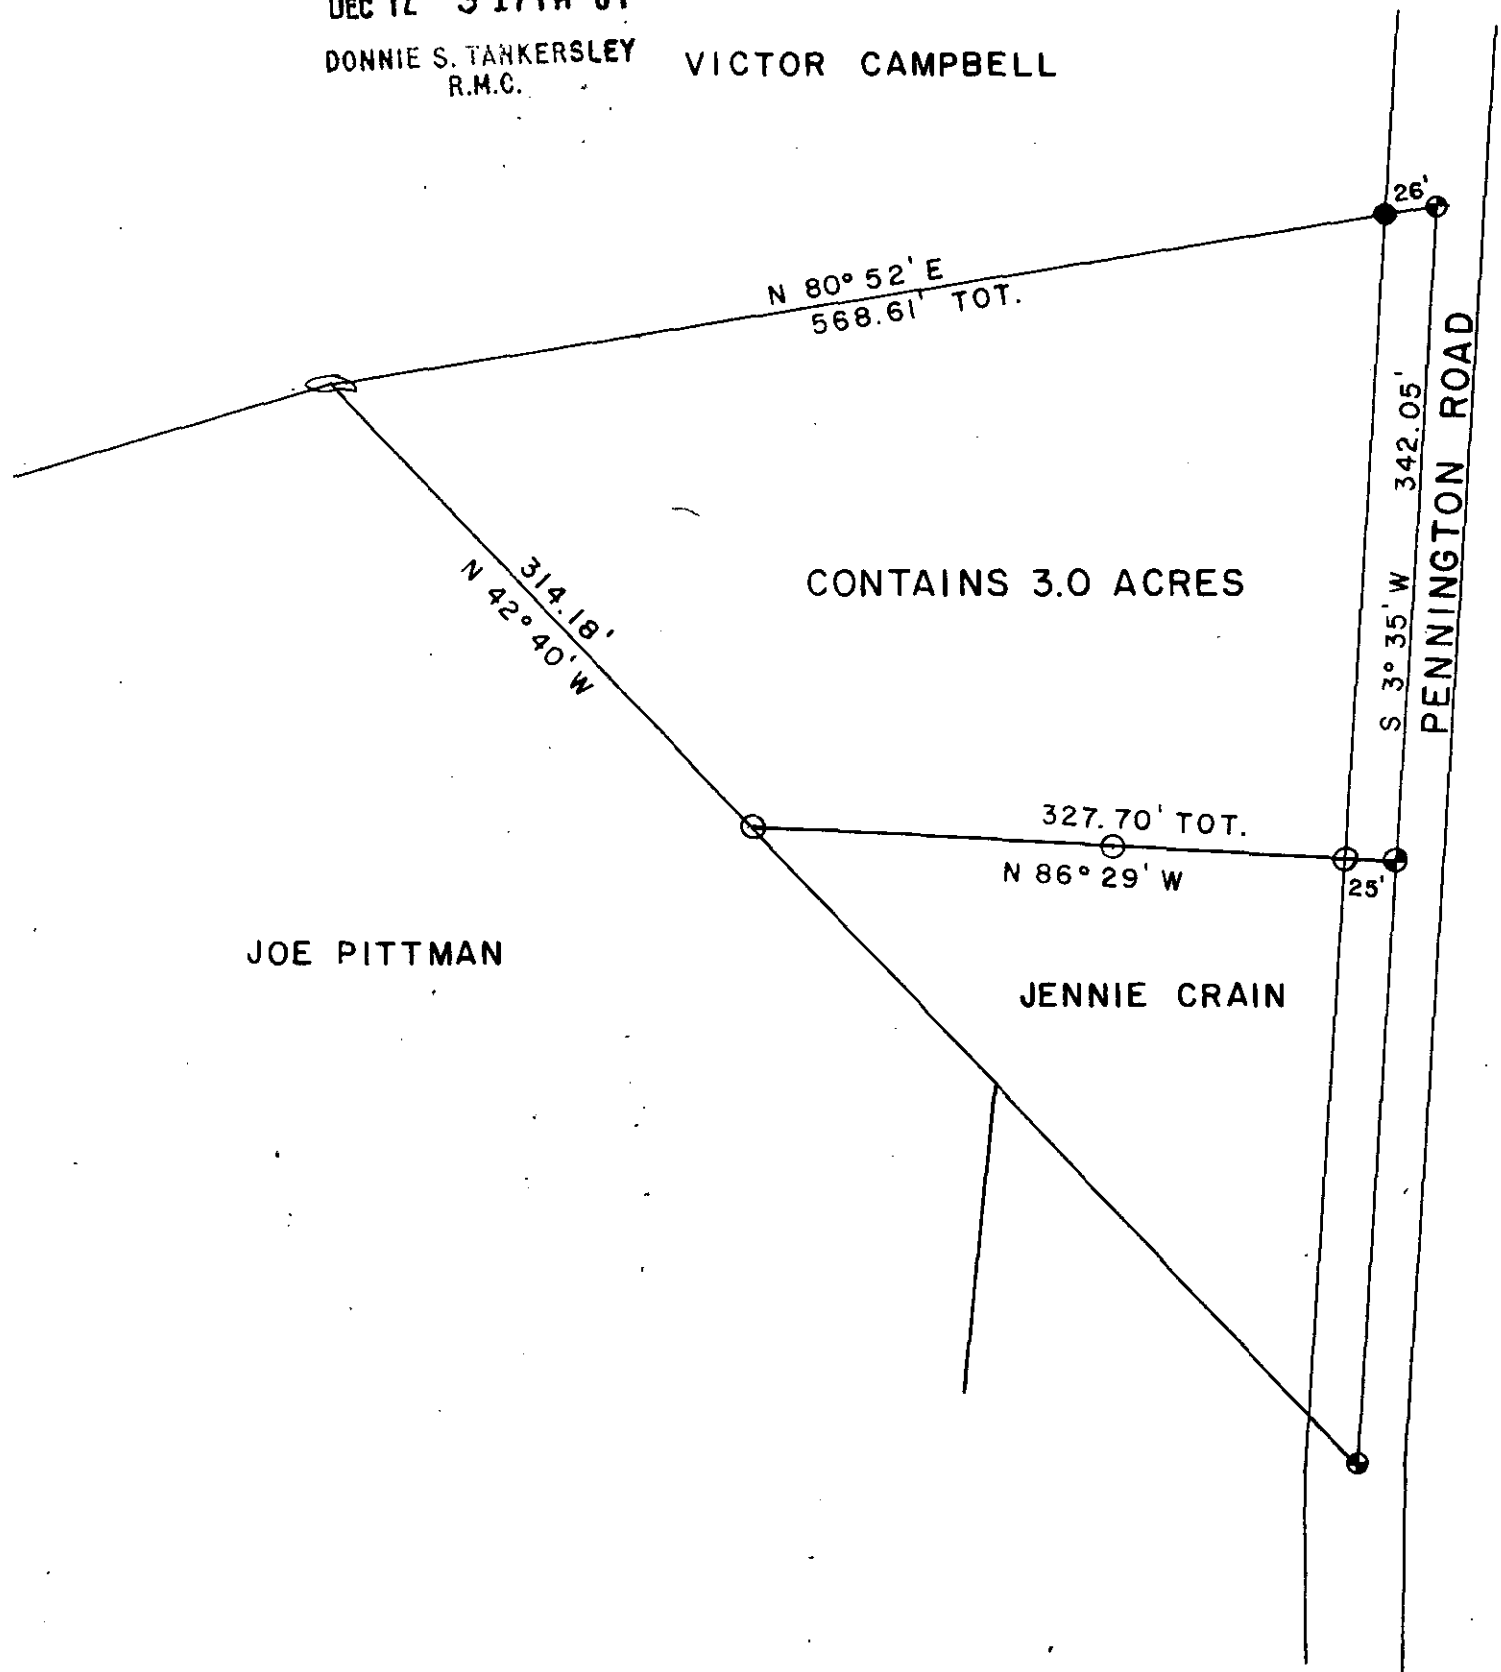 DONNIE S. TANKERSLEY
R.M.C.
VICTOR CAMPBELL
26'
N 80° 52' E
568.61' TOT.
S 3° 35' W 342.05'
PENNINGTON ROAD
314.18'
N 42° 40' W
CONTAINS 3.0 ACRES
327.70' TOT.
N 86° 29' W
25'
JOE PITTMAN
JENNIE CRAIN